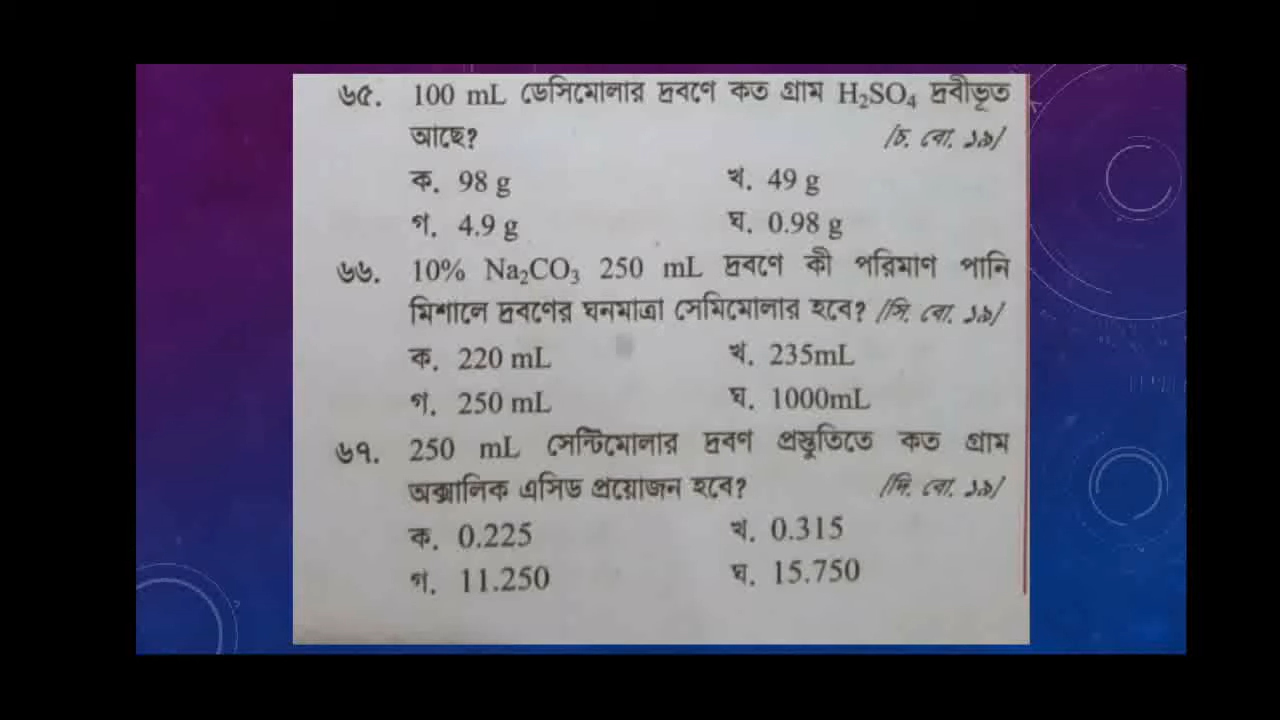 ৬৫. 100 mL ডেসিমোলার দ্রবণে কত গ্রাম H₂SO₄ দ্রবীভূত
আছে? /চ. বো. ১৯/
ক. 98 g খ. 49 g
গ. 4.9 g ঘ. 0.98 g
৬৬. 10% Na₂CO₃ 250 mL দ্রবণে কী পরিমাণ পানি
মিশালে দ্রবণের ঘনমাত্রা সেমিমোলার হবে? /সি. বো. ১৯/
ক. 220 mL খ. 235mL
গ. 250 mL ঘ. 1000mL
৬৭. 250 mL সেন্টিমোলার দ্রবণ প্রস্তুতিতে কত গ্রাম
অক্সালিক এসিড প্রয়োজন হবে? /দি. বো. ১৯/
ক. 0.225 খ. 0.315
গ. 11.250 ঘ. 15.750